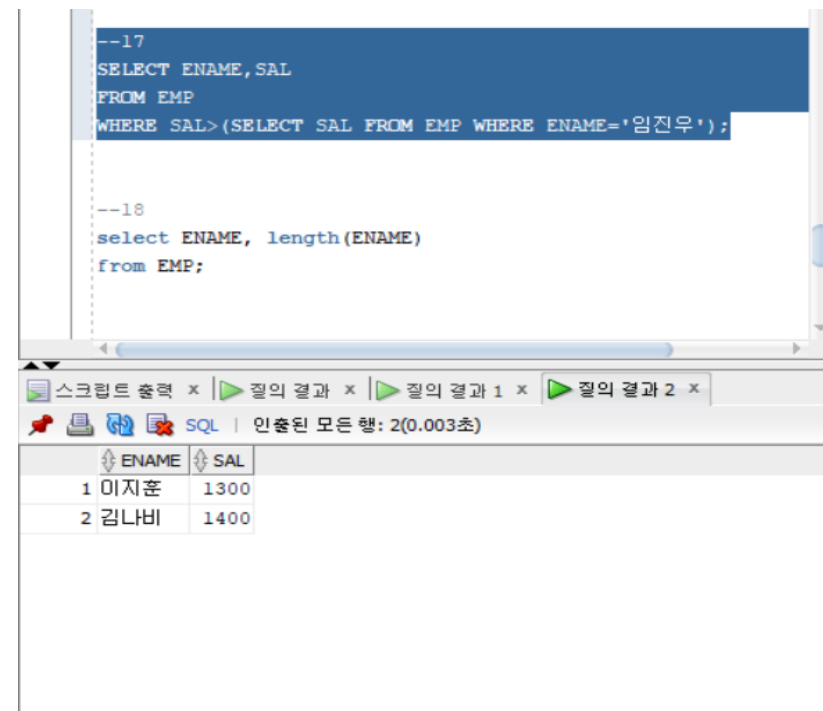 --17
SELECT ENAME,SAL
FROM EMP
WHERE SAL>(SELECT SAL FROM EMP WHERE ENAME='임진우');
--18
select ENAME, length(ENAME)
from EMP;
스크립트 출력 x 질의 결과 x 질의 결과 1 x 질의 결과 2 x
SQL | 인출된 모든 행: 2(0.003초)
ENAME SAL
1 이지훈 1300
2 김나비 1400